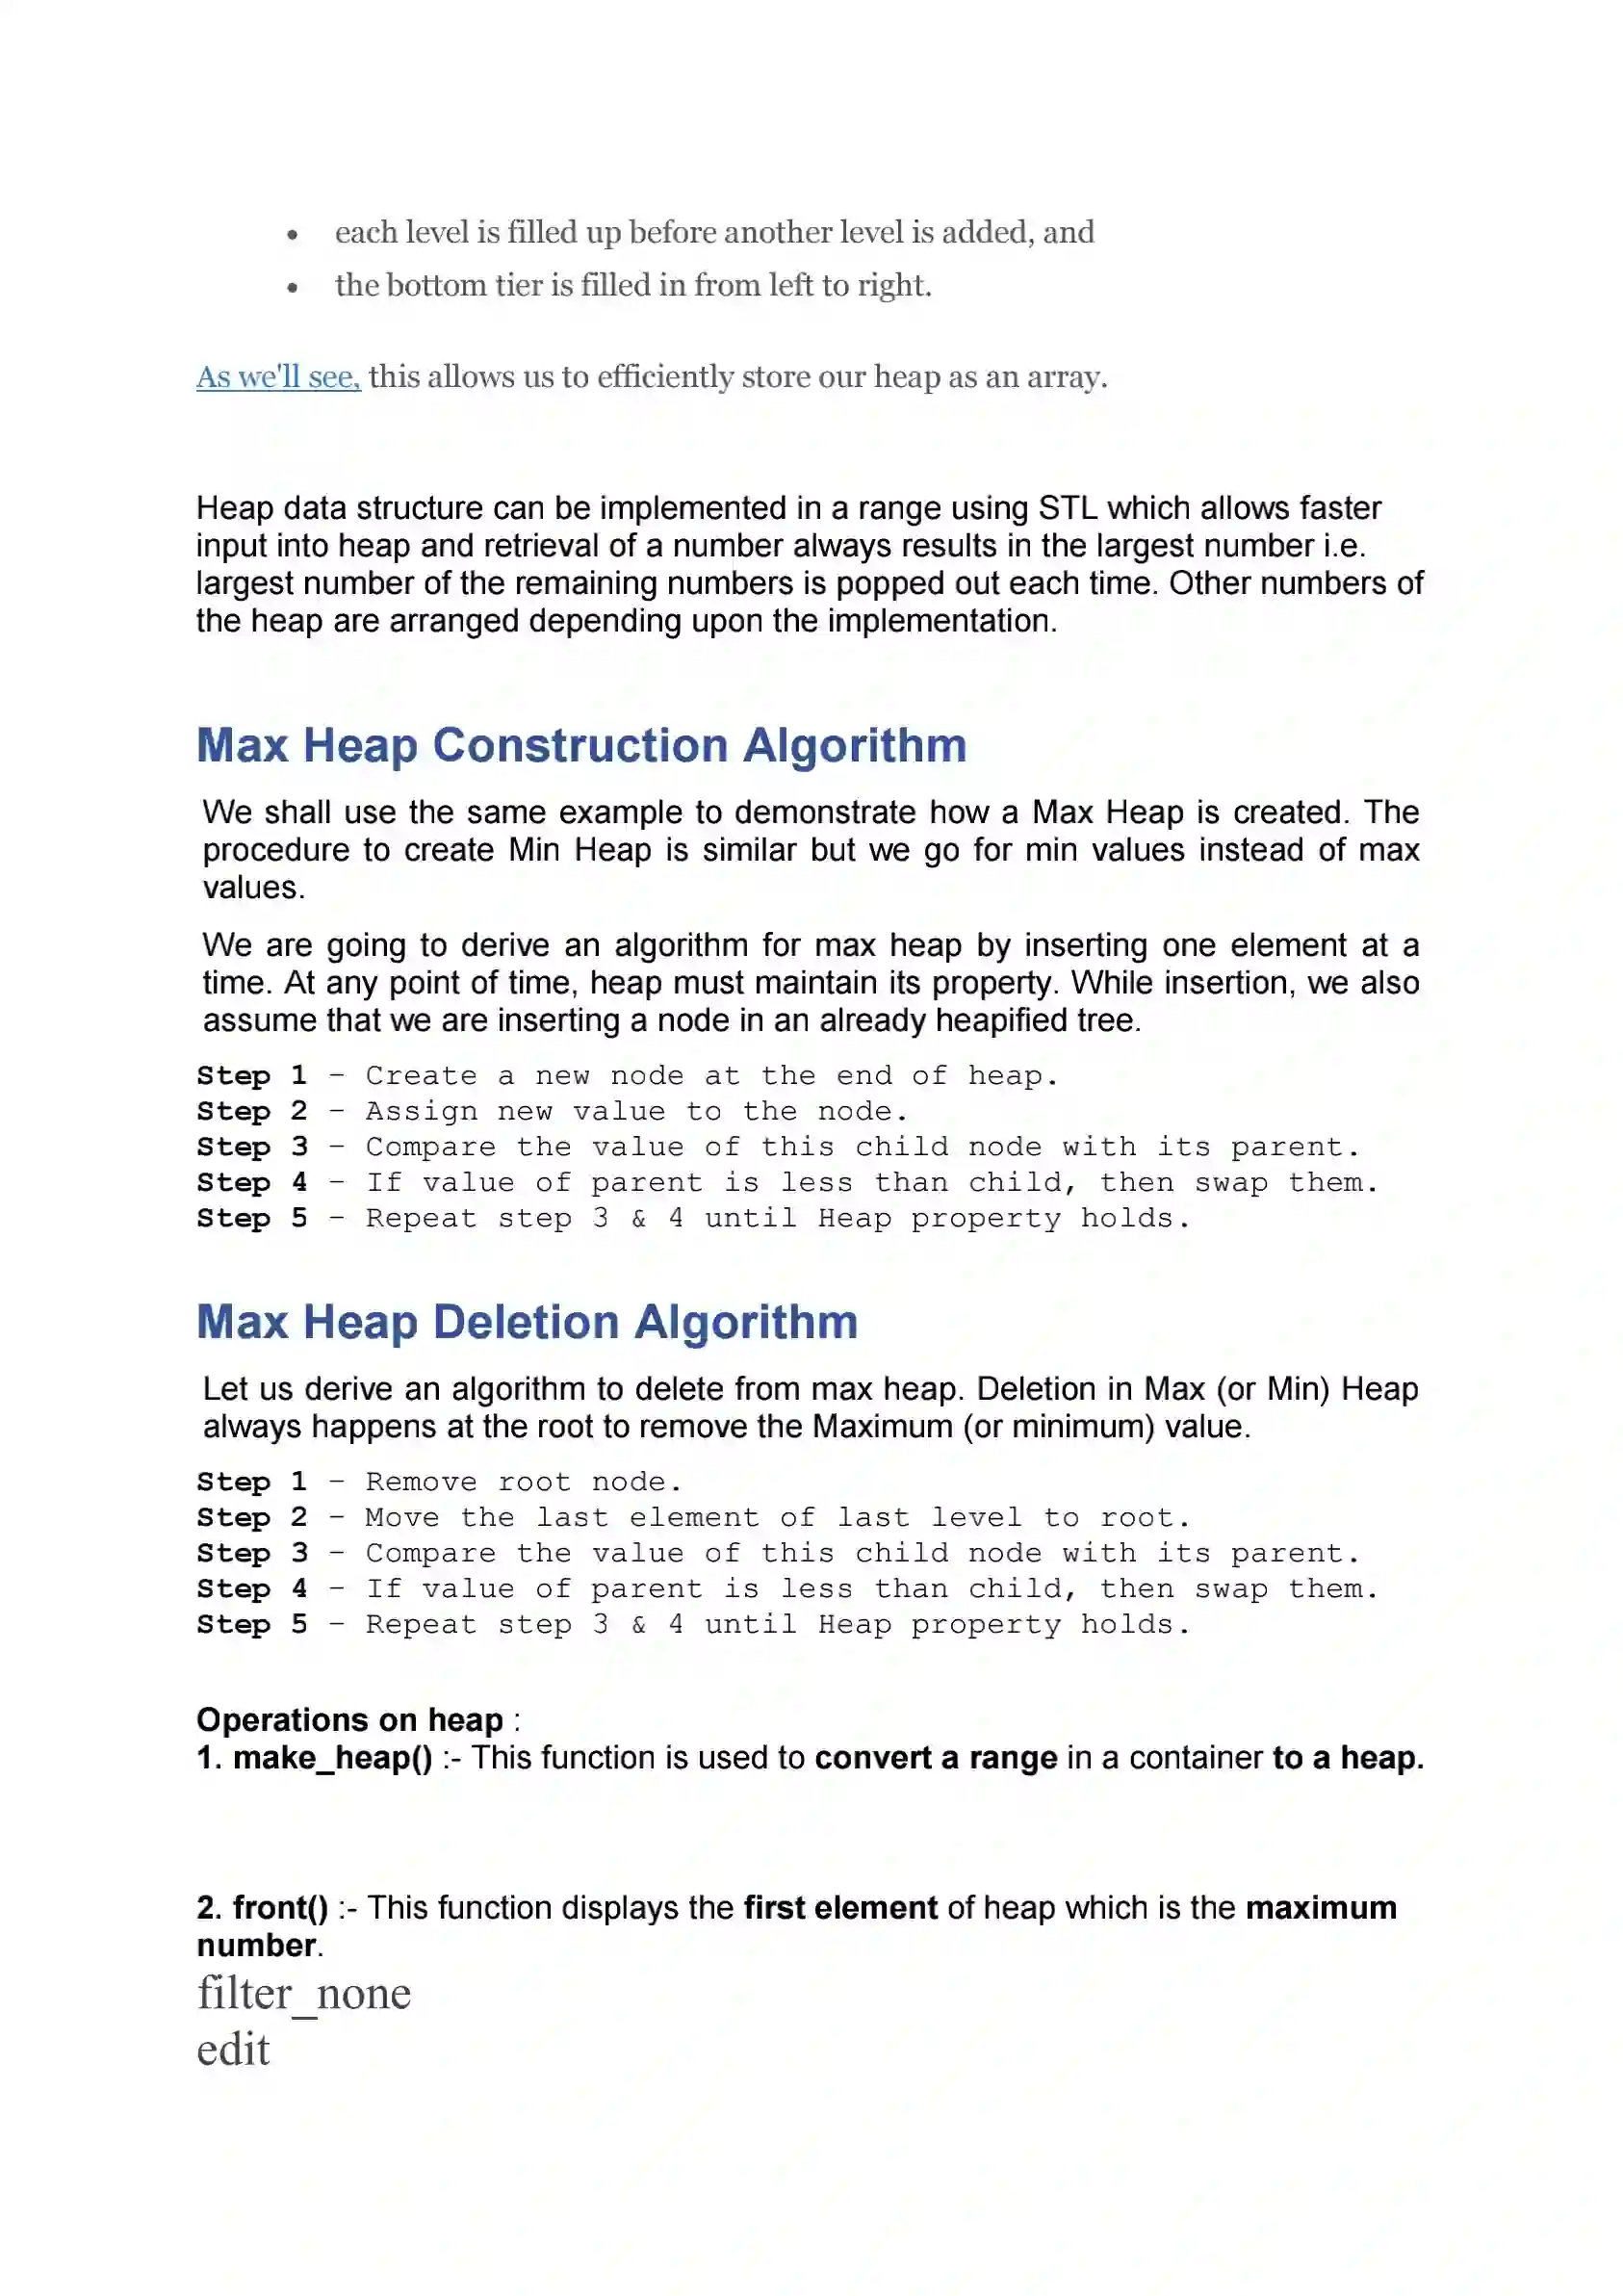 • each level is filled up before another level is added, and
• the bottom tier is filled in from left to right.
As we'll see, this allows us to efficiently store our heap as an array.
Heap data structure can be implemented in a range using STL which allows faster
input into heap and retrieval of a number always results in the largest number i.e.
largest number of the remaining numbers is popped out each time. Other numbers of
the heap are arranged depending upon the implementation.
Max Heap Construction Algorithm
We shall use the same example to demonstrate how a Max Heap is created. The
procedure to create Min Heap is similar but we go for min values instead of max
values.
We are going to derive an algorithm for max heap by inserting one element at a
time. At any point of time, heap must maintain its property. While insertion, we also
assume that we are inserting a node in an already heapified tree.
Step 1 − Create a new node at the end of heap.
Step 2 − Assign new value to the node.
Step 3 − Compare the value of this child node with its parent.
Step 4 − If value of parent is less than child, then swap them.
Step 5 − Repeat step 3 & 4 until Heap property holds.
Max Heap Deletion Algorithm
Let us derive an algorithm to delete from max heap. Deletion in Max (or Min) Heap
always happens at the root to remove the Maximum (or minimum) value.
Step 1 − Remove root node.
Step 2 − Move the last element of last level to root.
Step 3 − Compare the value of this child node with its parent.
Step 4 − If value of parent is less than child, then swap them.
Step 5 − Repeat step 3 & 4 until Heap property holds.
Operations on heap :
1. make_heap() :- This function is used to convert a range in a container to a heap.
2. front() :- This function displays the first element of heap which is the maximum
number.
filter_none
edit